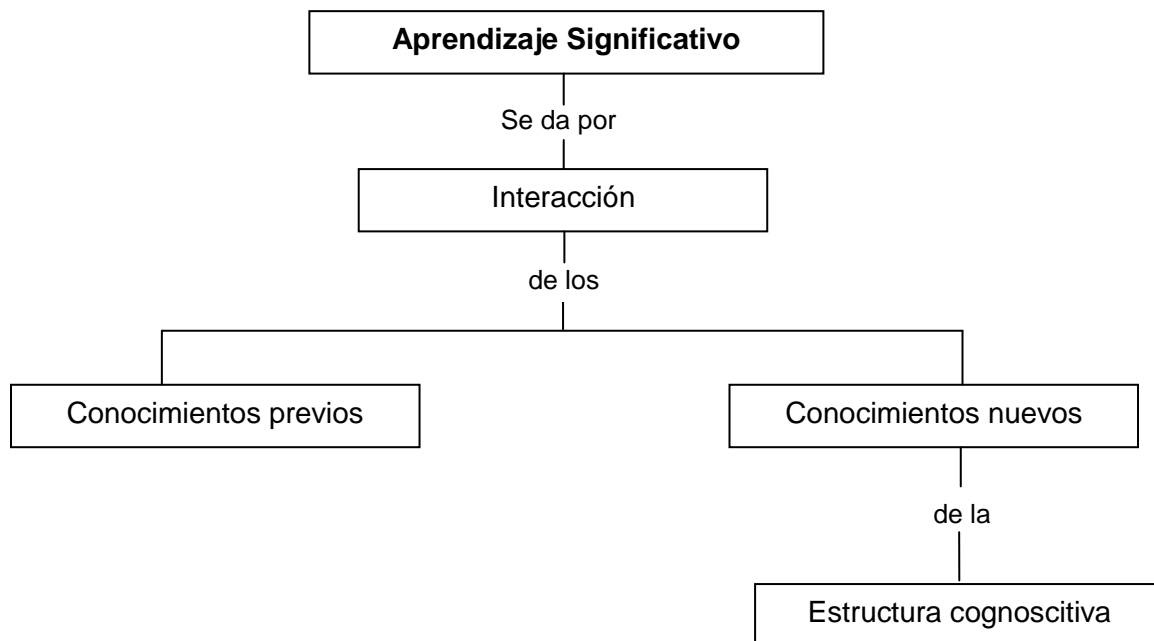 Aprendizaje Significativo
Se da por
Interacción
de los
Conocimientos previos
Conocimientos nuevos
de la
Estructura cognoscitiva